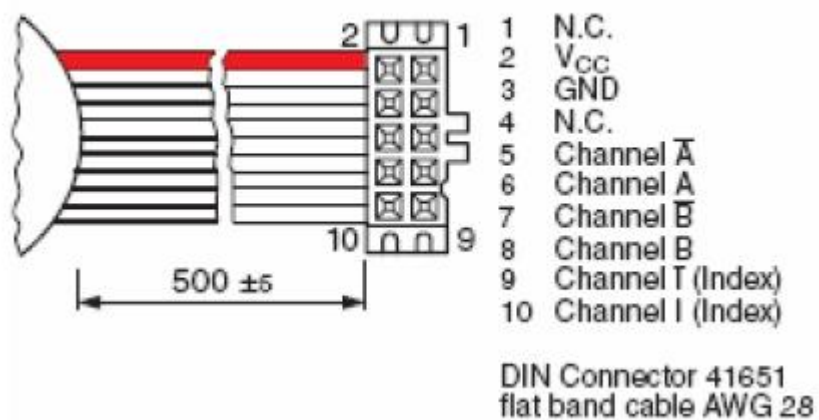 2 1
10 9
500 ±5
1 N.C.
2 VCC
3 GND
4 N.C.
5 Channel A̅
6 Channel A
7 Channel B̅
8 Channel B
9 Channel I̅ (Index)
10 Channel I (Index)
DIN Connector 41651
flat band cable AWG 28